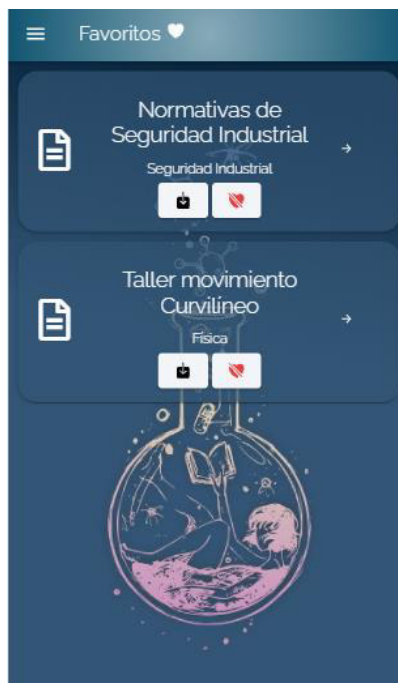 Favoritos
Normativas de
Seguridad Industrial
Seguridad Industrial
Taller movimiento
Curvilíneo
Física